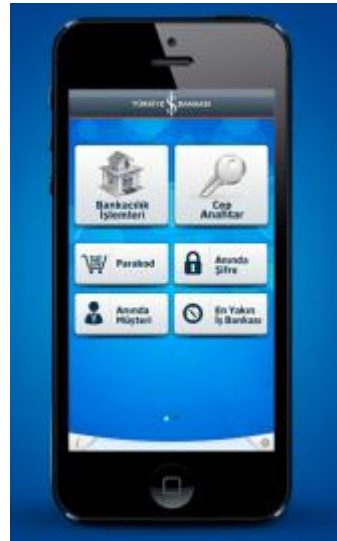 TÜRKİYE İŞ BANKASI
Bankacılık
İşlemleri
Cep
Anahtar
Parakod
Anında
Şifre
Anında
Müşteri
En Yakın
İş Bankası